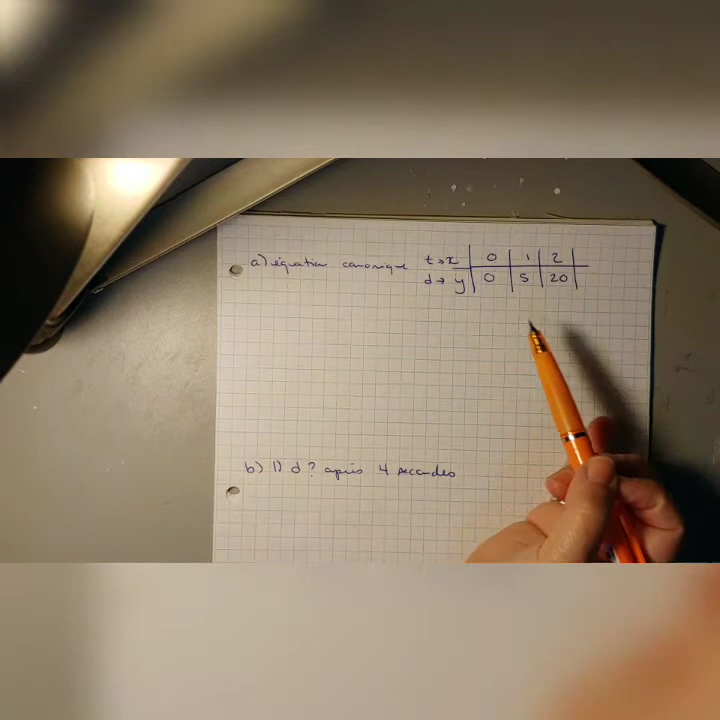 a) équation canonique t → x | 0 | 1 | 2 |
d → y | 0 | 5 | 20 |
b) 1) d ? après 4 secondes